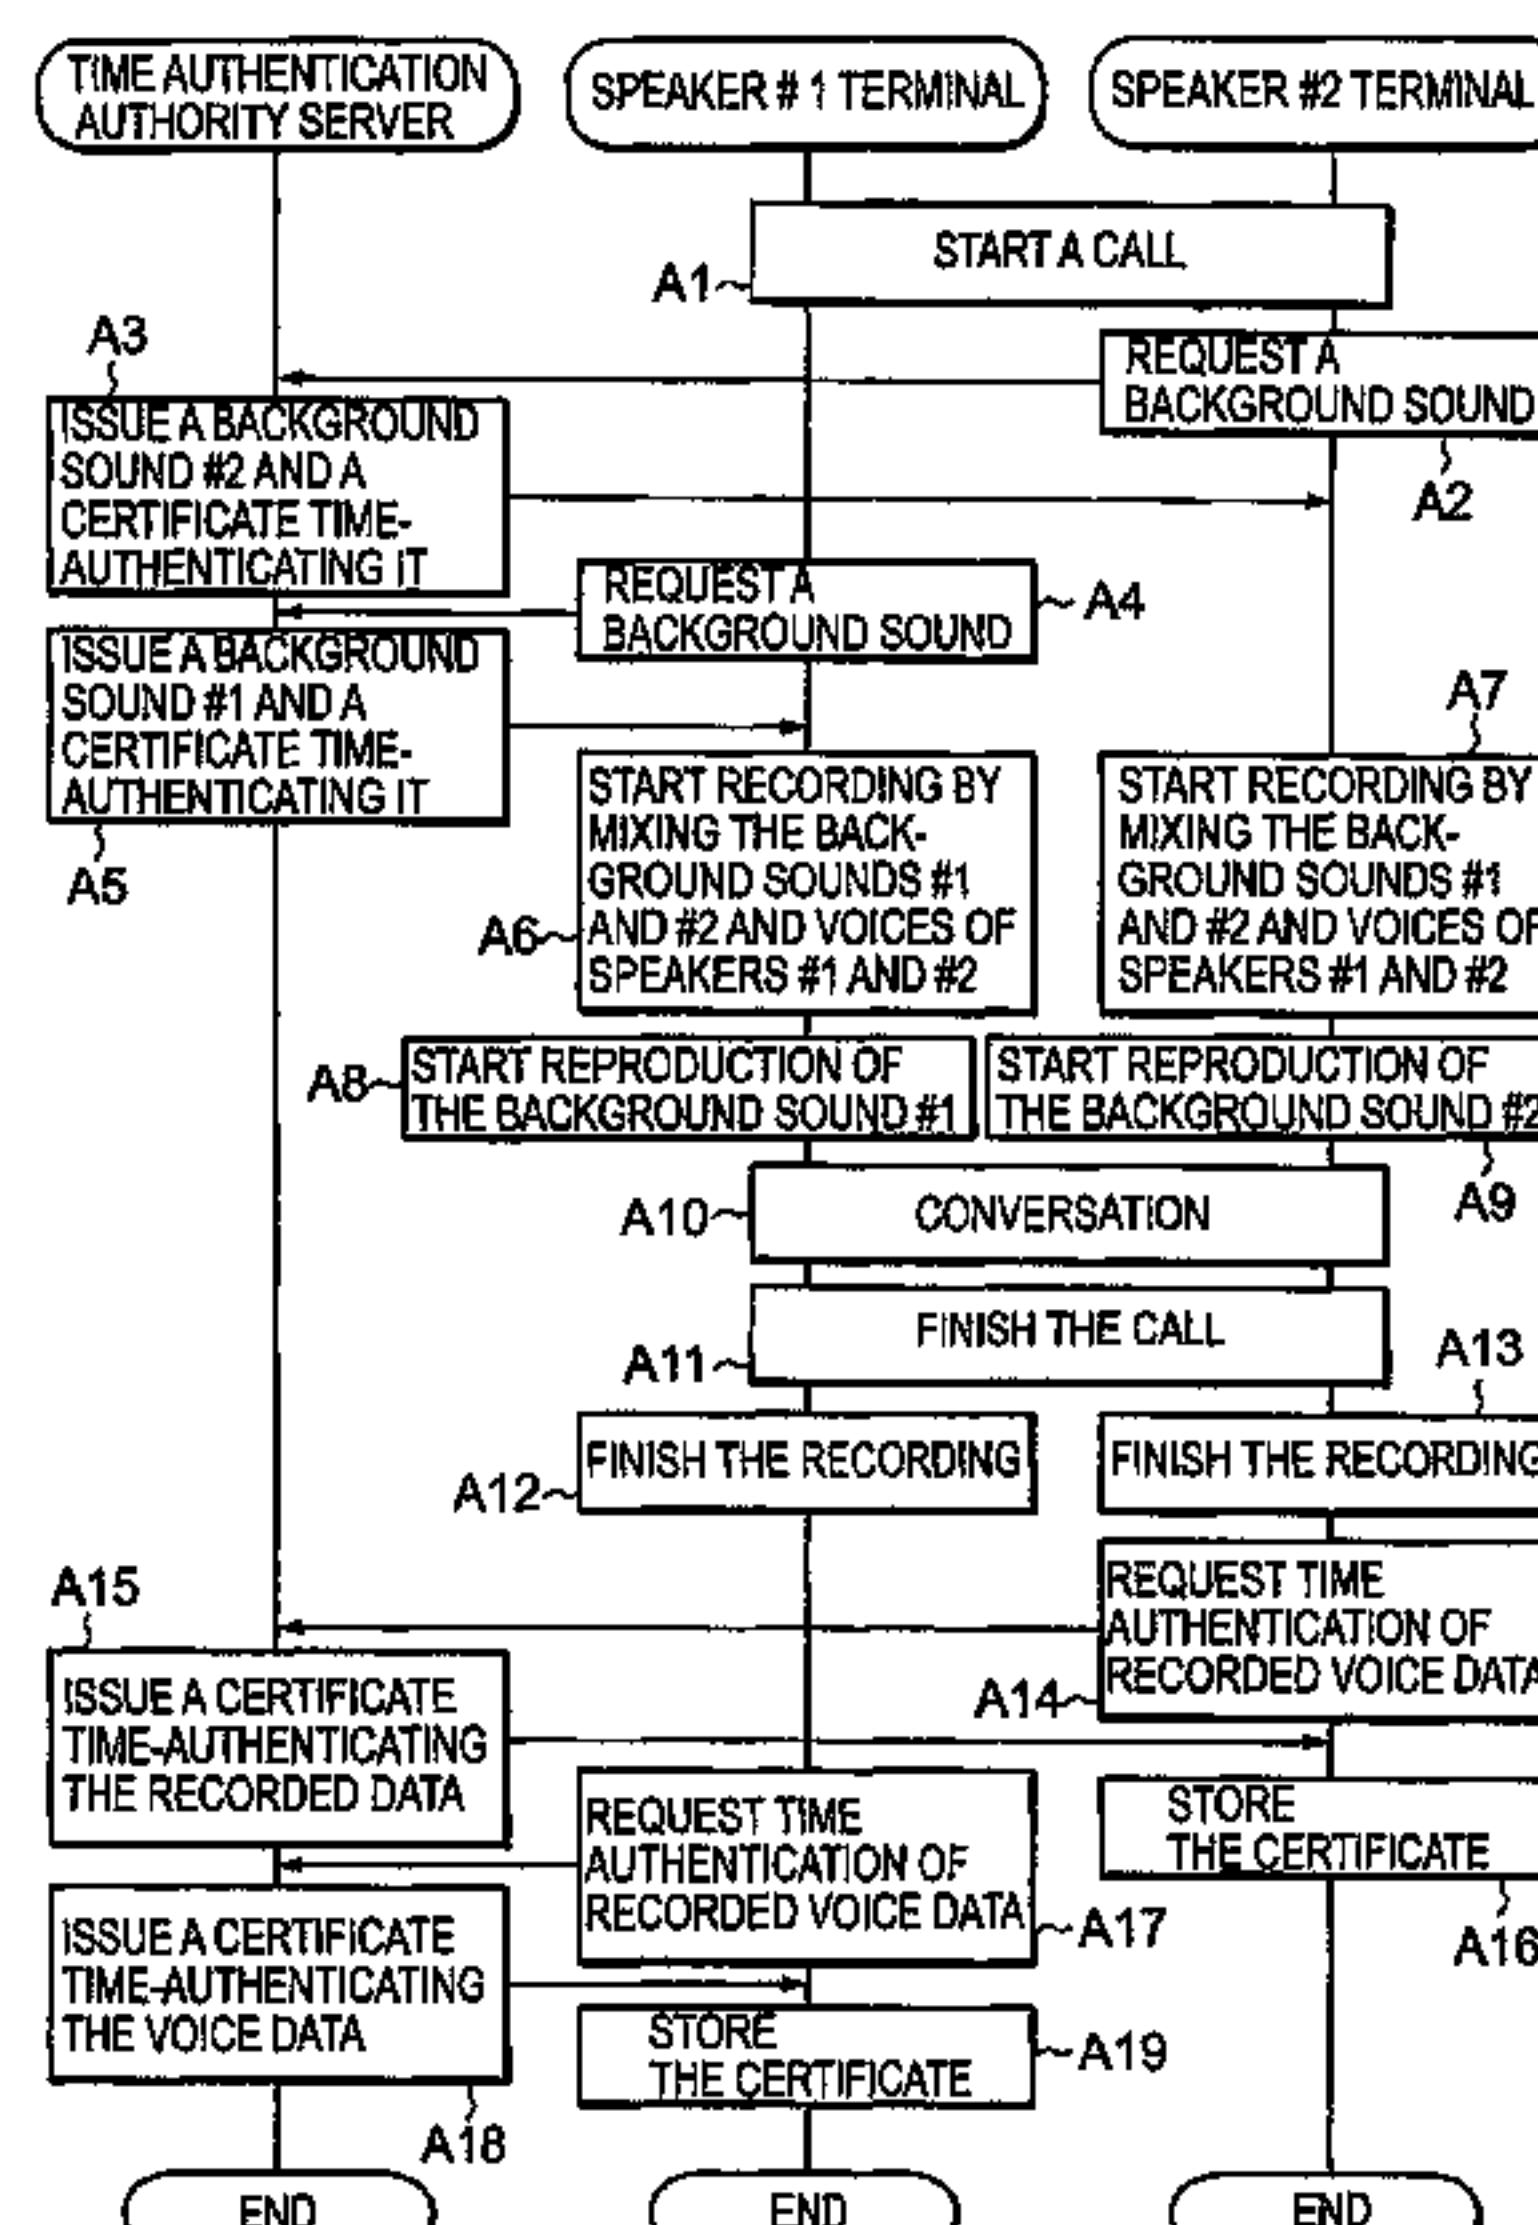 TIME AUTHENTICATION
AUTHORITY SERVER
SPEAKER # 1 TERMINAL
SPEAKER #2 TERMINAL
START A CALL
A1
A3
REQUEST A
BACKGROUND SOUND
A2
ISSUE A BACKGROUND
SOUND #2 AND A
CERTIFICATE TIME-
AUTHENTICATING IT
REQUEST A
BACKGROUND SOUND
A4
ISSUE A BACKGROUND
SOUND #1 AND A
CERTIFICATE TIME-
AUTHENTICATING IT
A5
A7
START RECORDING BY
MIXING THE BACK-
GROUND SOUNDS #1
AND #2 AND VOICES OF
SPEAKERS #1 AND #2
A6
START RECORDING BY
MIXING THE BACK-
GROUND SOUNDS #1
AND #2 AND VOICES OF
SPEAKERS #1 AND #2
A8
START REPRODUCTION OF
THE BACKGROUND SOUND #1
START REPRODUCTION OF
THE BACKGROUND SOUND #2
A9
A10
CONVERSATION
FINISH THE CALL
A11
A13
FINISH THE RECORDING
A12
FINISH THE RECORDING
A15
REQUEST TIME
AUTHENTICATION OF
RECORDED VOICE DATA
A14
ISSUE A CERTIFICATE
TIME-AUTHENTICATING
THE RECORDED DATA
REQUEST TIME
AUTHENTICATION OF
RECORDED VOICE DATA
A17
STORE
THE CERTIFICATE
A16
ISSUE A CERTIFICATE
TIME-AUTHENTICATING
THE VOICE DATA
A18
STORE
THE CERTIFICATE
A19
END
END
END